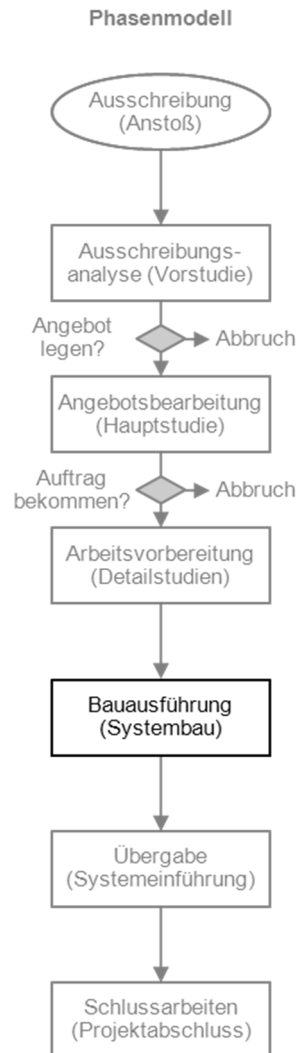 Phasenmodell
Ausschreibung
(Anstoß)
Ausschreibungs-
analyse (Vorstudie)
Angebot
legen?
Abbruch
Angebotsbearbeitung
(Hauptstudie)
Auftrag
bekommen?
Abbruch
Arbeitsvorbereitung
(Detailstudien)
Bauausführung
(Systembau)
Übergabe
(Systemeinführung)
Schlussarbeiten
(Projektabschluss)